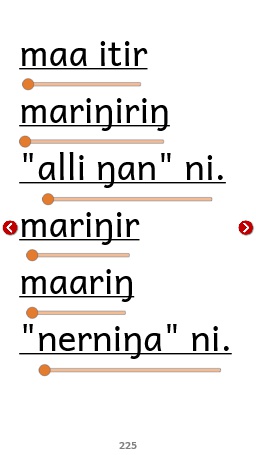 maa itir
mariŋiriŋ
"alli ŋan" ni.
mariŋir
maariŋ
"nerniŋa" ni.
225